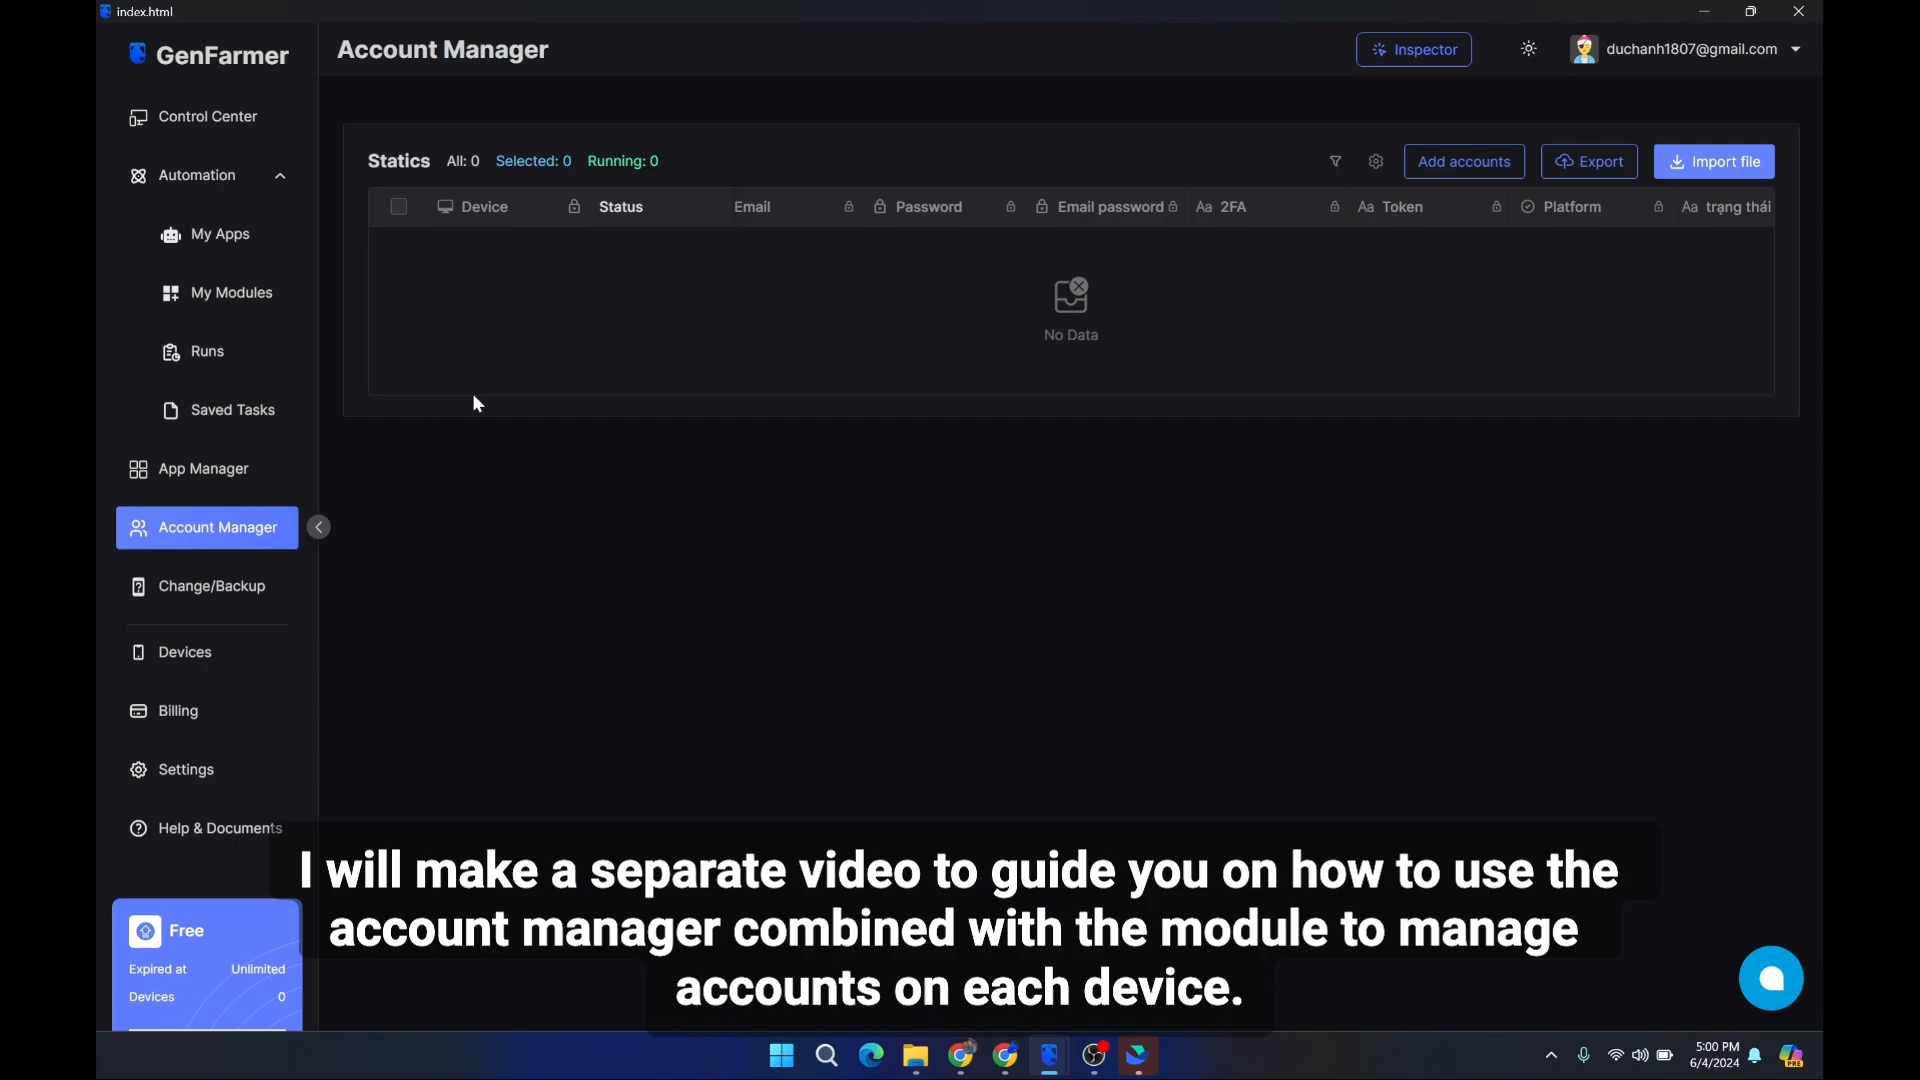 index.html
GenFarmer
Account Manager
Inspector
duchanh1807@gmail.com
Control Center
Automation
My Apps
My Modules
Runs
Saved Tasks
App Manager
Account Manager
Change/Backup
Devices
Billing
Settings
Help & Documents
Free
Expired at Unlimited
Devices 0
Statics All: 0 Selected: 0 Running: 0
Add accounts
Export
Import file
Device Status Email Password Email password Aa 2FA Aa Token Platform Aa trạng thái
No Data
I will make a separate video to guide you on how to use the
account manager combined with the module to manage
accounts on each device.
5:00 PM
6/4/2024
PRE